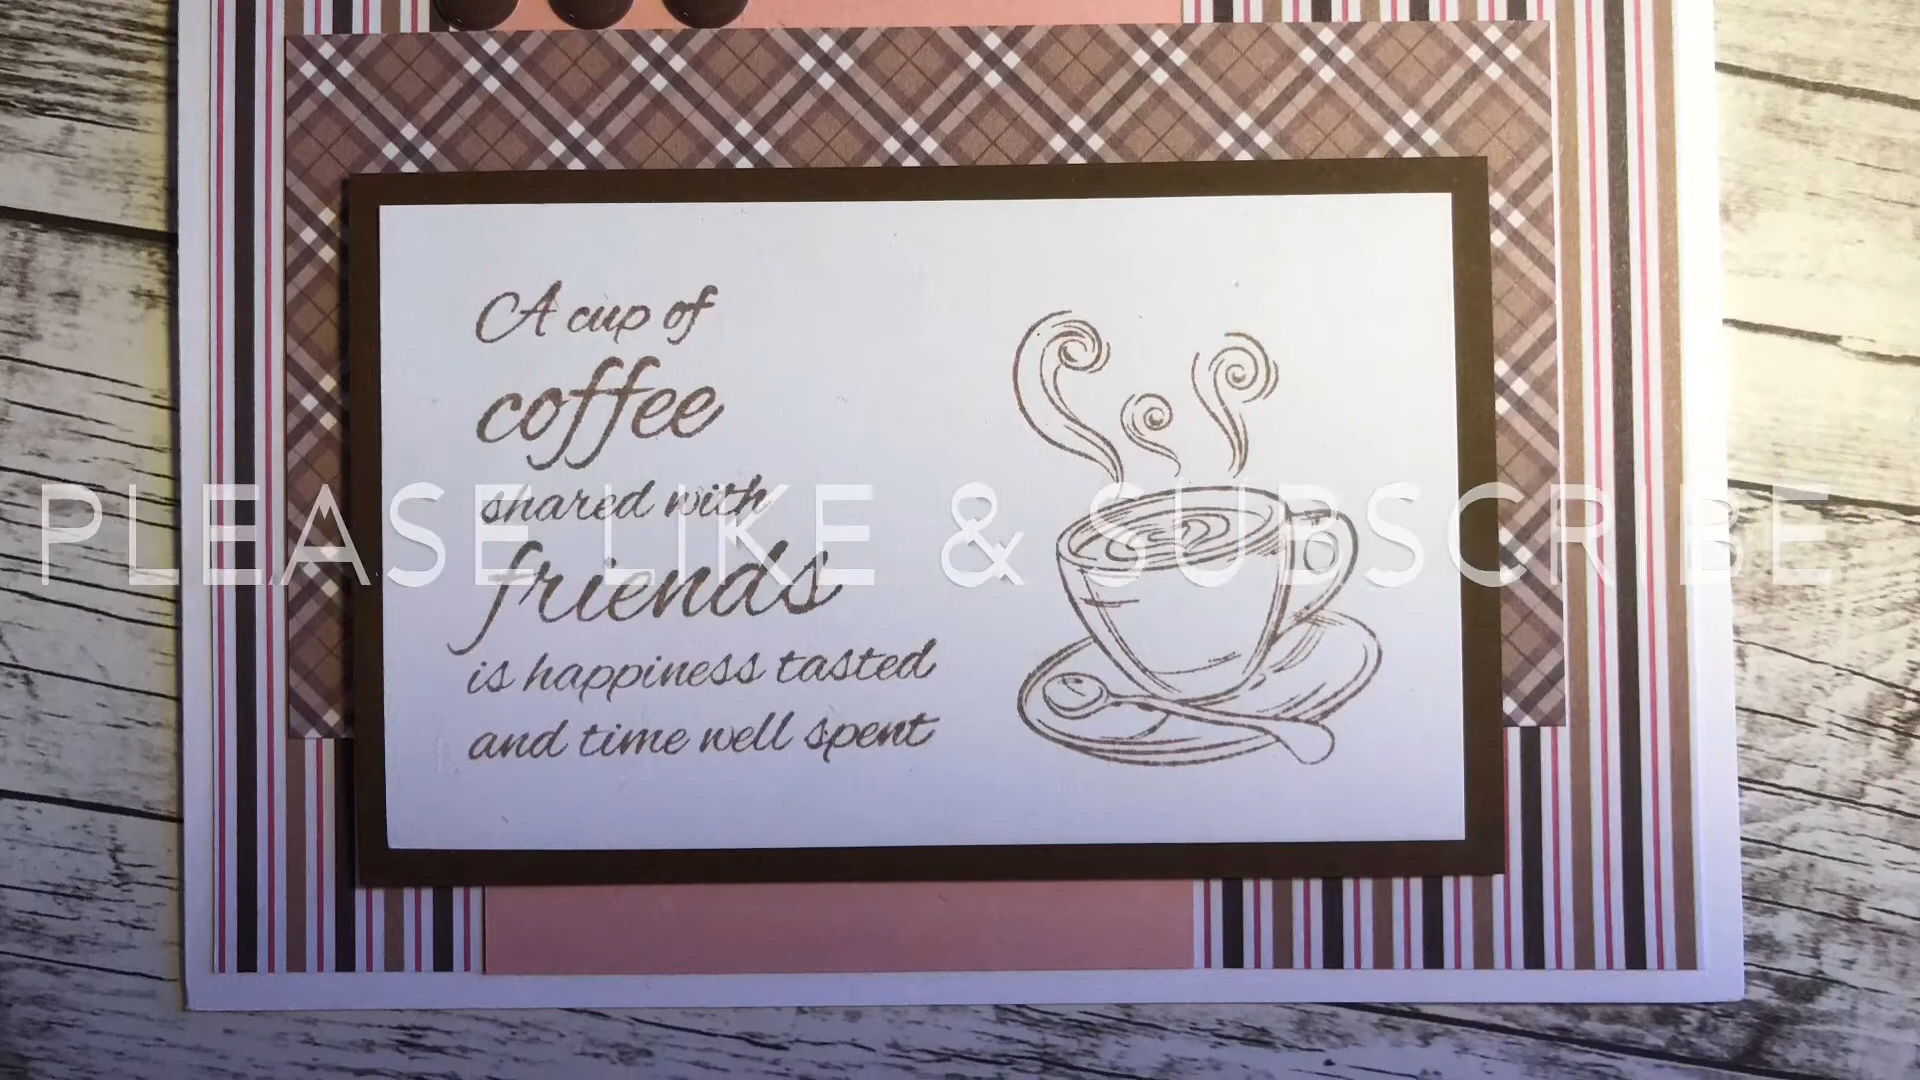 A cup of
coffee
shared with
PLEASE LIKE & SUBSCRIBE
friends
is happiness tasted
and time well spent